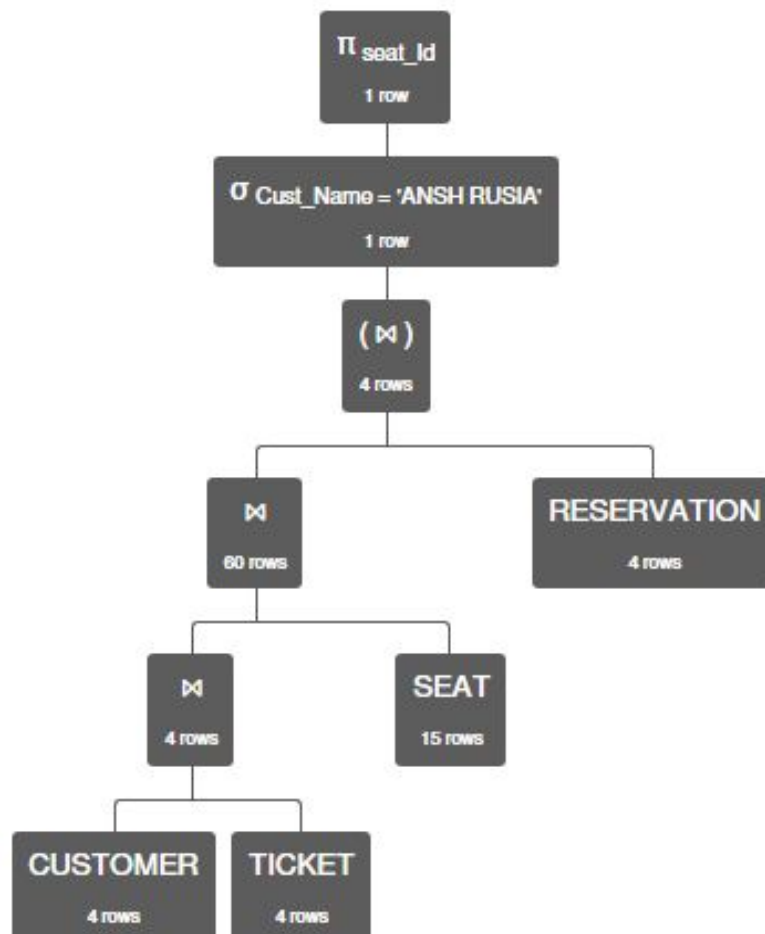 π seat_Id
1 row
σ Cust_Name = 'ANSH RUSIA'
1 row
( ⋈ )
4 rows
⋈
60 rows
RESERVATION
4 rows
⋈
4 rows
SEAT
15 rows
CUSTOMER
4 rows
TICKET
4 rows